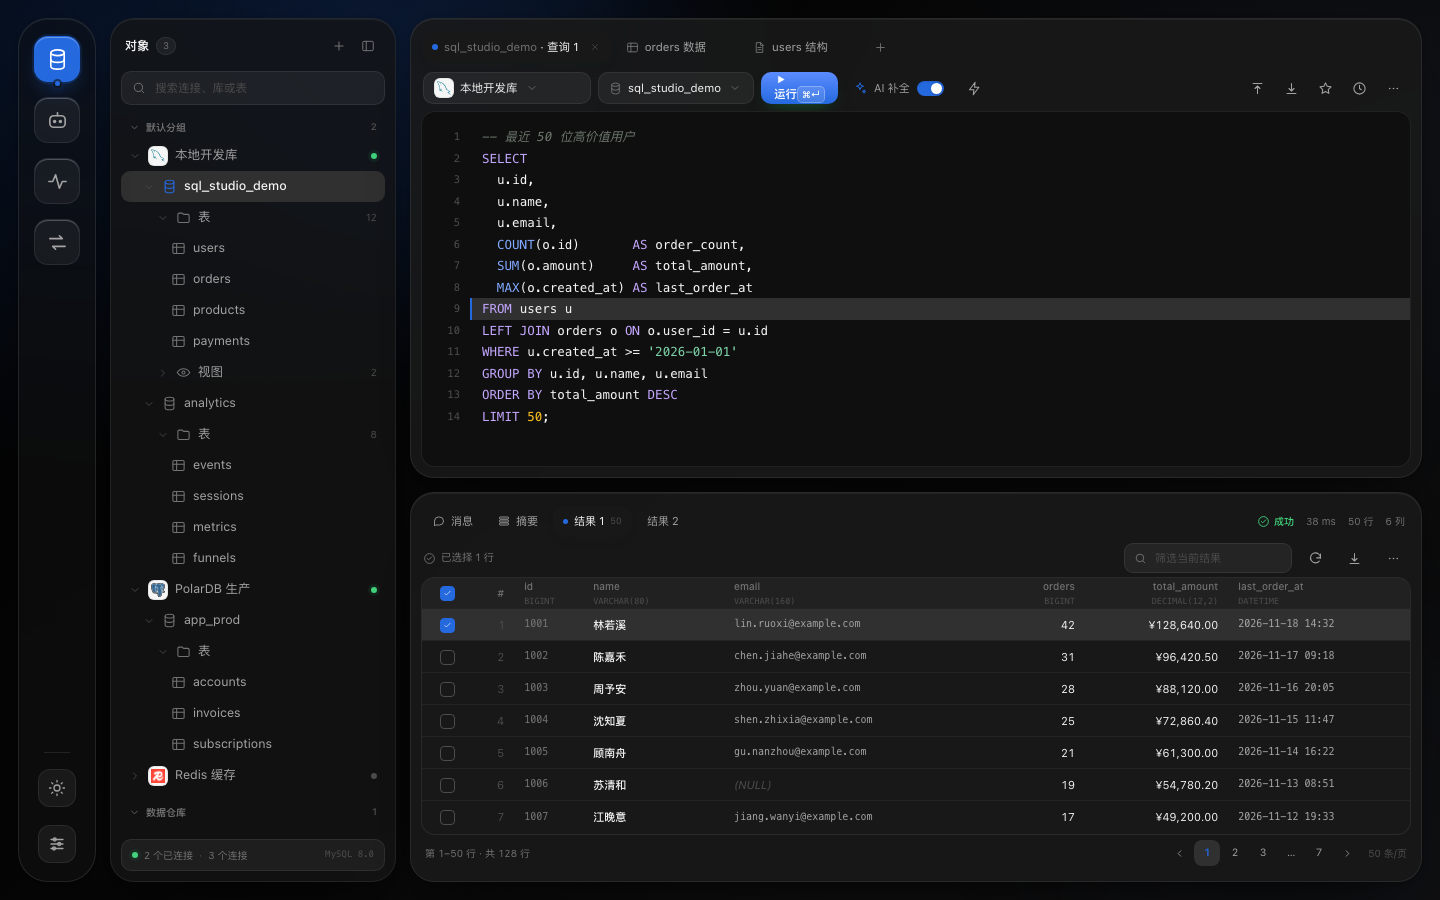 对象 3
搜索连接、库或表
默认分组 2
本地开发库
sql_studio_demo
表 12
users
orders
products
payments
视图 2
analytics
表 8
events
sessions
metrics
funnels
PolarDB 生产
app_prod
表
accounts
invoices
subscriptions
Redis 缓存
数据仓库 1
2 个已连接 · 3 个连接 MySQL 8.0
sql_studio_demo · 查询 1 × orders 数据 users 结构 +
本地开发库 sql_studio_demo 运行 ⌘↵ AI 补全
1 -- 最近 50 位高价值用户
2 SELECT
3 u.id,
4 u.name,
5 u.email,
6 COUNT(o.id) AS order_count,
7 SUM(o.amount) AS total_amount,
8 MAX(o.created_at) AS last_order_at
9 FROM users u
10 LEFT JOIN orders o ON o.user_id = u.id
11 WHERE u.created_at >= '2026-01-01'
12 GROUP BY u.id, u.name, u.email
13 ORDER BY total_amount DESC
14 LIMIT 50;
消息 摘要 结果 1 50 结果 2 成功 38 ms 50 行 6 列
已选择 1 行 筛选当前结果
# id name email orders total_amount last_order_at
BIGINT VARCHAR(80) VARCHAR(160) BIGINT DECIMAL(12,2) DATETIME
1 1001 林若溪 lin.ruoxi@example.com 42 ¥128,640.00 2026-11-18 14:32
2 1002 陈嘉禾 chen.jiahe@example.com 31 ¥96,420.50 2026-11-17 09:18
3 1003 周予安 zhou.yuan@example.com 28 ¥88,120.00 2026-11-16 20:05
4 1004 沈知夏 shen.zhixia@example.com 25 ¥72,860.40 2026-11-15 11:47
5 1005 顾南舟 gu.nanzhou@example.com 21 ¥61,300.00 2026-11-14 16:22
6 1006 苏清和 (NULL) 19 ¥54,780.20 2026-11-13 08:51
7 1007 江晚意 jiang.wanyi@example.com 17 ¥49,200.00 2026-11-12 19:33
第 1–50 行 · 共 128 行 1 2 3 … 7 50 条/页